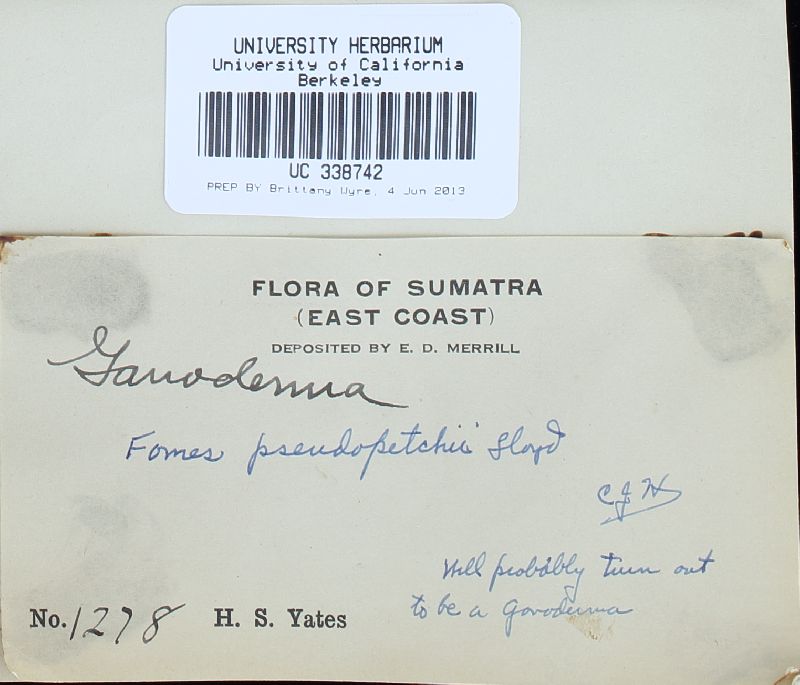 UNIVERSITY HERBARIUM
University of California
Berkeley
UC 338742
PREP BY Brittany Wyre, 4 Jun 2013
FLORA OF SUMATRA
(EAST COAST)
DEPOSITED BY E. D. MERRILL
Ganoderma
Fomes pseudopetchii Lloyd
C J H
Will probably turn out
to be a Ganoderma
No. 1278 H. S. Yates